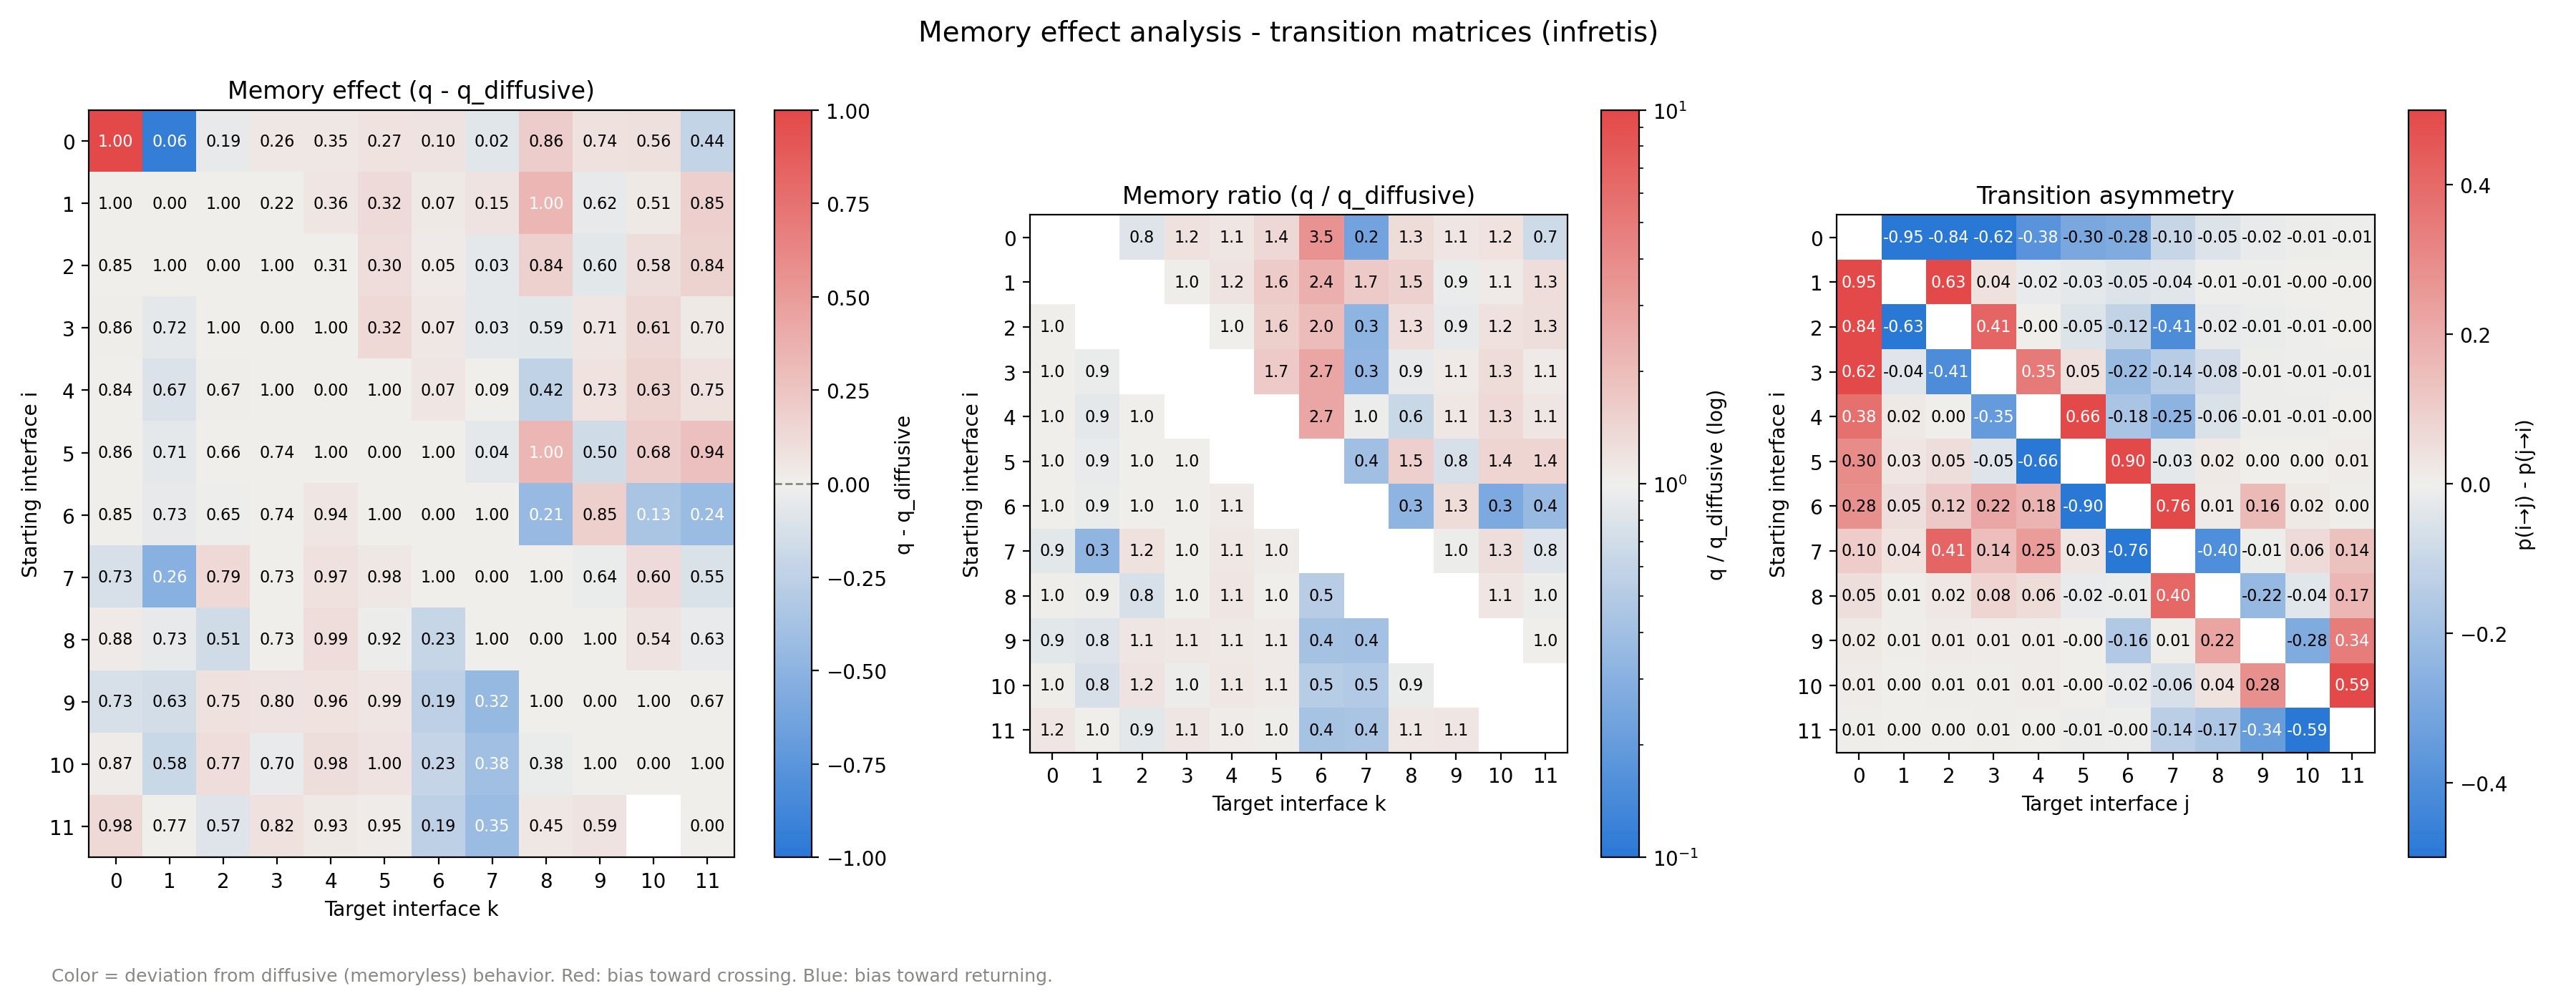 Memory effect analysis - transition matrices (infretis)
Memory effect (q - q_diffusive)
Starting interface i
0 1.00 0.06 0.19 0.26 0.35 0.27 0.10 0.02 0.86 0.74 0.56 0.44
1 1.00 0.00 1.00 0.22 0.36 0.32 0.07 0.15 1.00 0.62 0.51 0.85
2 0.85 1.00 0.00 1.00 0.31 0.30 0.05 0.03 0.84 0.60 0.58 0.84
3 0.86 0.72 1.00 0.00 1.00 0.32 0.07 0.03 0.59 0.71 0.61 0.70
4 0.84 0.67 0.67 1.00 0.00 1.00 0.07 0.09 0.42 0.73 0.63 0.75
5 0.86 0.71 0.66 0.74 1.00 0.00 1.00 0.04 1.00 0.50 0.68 0.94
6 0.85 0.73 0.65 0.74 0.94 1.00 0.00 1.00 0.21 0.85 0.13 0.24
7 0.73 0.26 0.79 0.73 0.97 0.98 1.00 0.00 1.00 0.64 0.60 0.55
8 0.88 0.73 0.51 0.73 0.99 0.92 0.23 1.00 0.00 1.00 0.54 0.63
9 0.73 0.63 0.75 0.80 0.96 0.99 0.19 0.32 1.00 0.00 1.00 0.67
10 0.87 0.58 0.77 0.70 0.98 1.00 0.23 0.38 0.38 1.00 0.00 1.00
11 0.98 0.77 0.57 0.82 0.93 0.95 0.19 0.35 0.45 0.59 0.00
0 1 2 3 4 5 6 7 8 9 10 11
Target interface k
1.00
0.75
0.50
0.25
0.00
−0.25
−0.50
−0.75
−1.00
q - q_diffusive
Memory ratio (q / q_diffusive)
Starting interface i
0 0.8 1.2 1.1 1.4 3.5 0.2 1.3 1.1 1.2 0.7
1 1.0 1.2 1.6 2.4 1.7 1.5 0.9 1.1 1.3
2 1.0 1.0 1.6 2.0 0.3 1.3 0.9 1.2 1.3
3 1.0 0.9 1.7 2.7 0.3 0.9 1.1 1.3 1.1
4 1.0 0.9 1.0 2.7 1.0 0.6 1.1 1.3 1.1
5 1.0 0.9 1.0 1.0 0.4 1.5 0.8 1.4 1.4
6 1.0 0.9 1.0 1.0 1.1 0.3 1.3 0.3 0.4
7 0.9 0.3 1.2 1.0 1.1 1.0 1.0 1.3 0.8
8 1.0 0.9 0.8 1.0 1.1 1.0 0.5 1.1 1.0
9 0.9 0.8 1.1 1.1 1.1 1.1 0.4 0.4 1.0
10 1.0 0.8 1.2 1.0 1.1 1.1 0.5 0.5 0.9
11 1.2 1.0 0.9 1.1 1.0 1.0 0.4 0.4 1.1 1.1
0 1 2 3 4 5 6 7 8 9 10 11
Target interface k
10¹
10⁰
10⁻¹
q / q_diffusive (log)
Transition asymmetry
Starting interface i
0 -0.95 -0.84 -0.62 -0.38 -0.30 -0.28 -0.10 -0.05 -0.02 -0.01 -0.01
1 0.95 0.63 0.04 -0.02 -0.03 -0.05 -0.04 -0.01 -0.01 -0.00 -0.00
2 0.84 -0.63 0.41 -0.00 -0.05 -0.12 -0.41 -0.02 -0.01 -0.01 -0.00
3 0.62 -0.04 -0.41 0.35 0.05 -0.22 -0.14 -0.08 -0.01 -0.01 -0.01
4 0.38 0.02 0.00 -0.35 0.66 -0.18 -0.25 -0.06 -0.01 -0.01 -0.00
5 0.30 0.03 0.05 -0.05 -0.66 0.90 -0.03 0.02 0.00 0.00 0.01
6 0.28 0.05 0.12 0.22 0.18 -0.90 0.76 0.01 0.16 0.02 0.00
7 0.10 0.04 0.41 0.14 0.25 0.03 -0.76 -0.40 -0.01 0.06 0.14
8 0.05 0.01 0.02 0.08 0.06 -0.02 -0.01 0.40 -0.22 -0.04 0.17
9 0.02 0.01 0.01 0.01 0.01 -0.00 -0.16 0.01 0.22 -0.28 0.34
10 0.01 0.00 0.01 0.01 0.01 -0.00 -0.02 -0.06 0.04 0.28 0.59
11 0.01 0.00 0.00 0.01 0.00 -0.01 -0.00 -0.14 -0.17 -0.34 -0.59
0 1 2 3 4 5 6 7 8 9 10 11
Target interface j
0.4
0.2
0.0
−0.2
−0.4
p(i→j) - p(j→i)
Color = deviation from diffusive (memoryless) behavior. Red: bias toward crossing. Blue: bias toward returning.